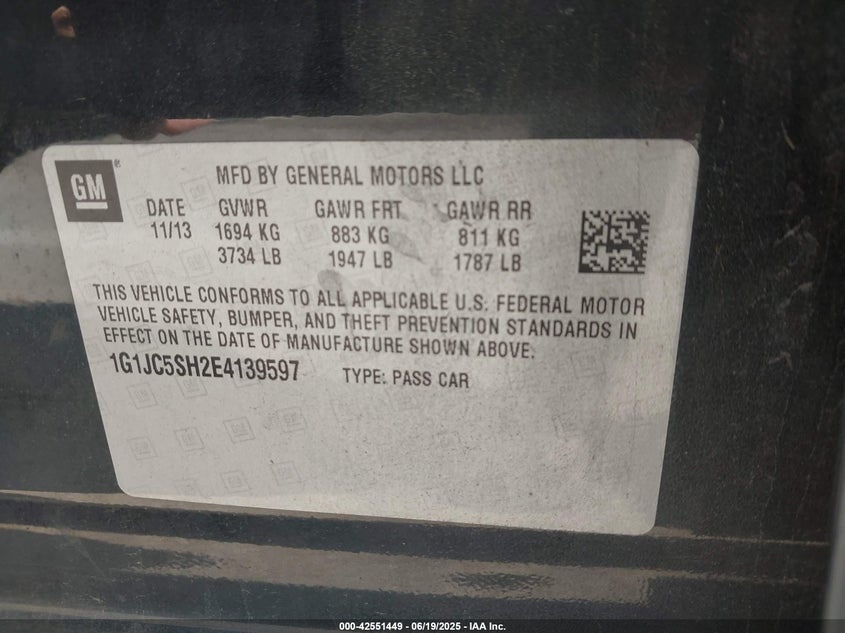 GM ®
MFD BY GENERAL MOTORS LLC
DATE GVWR GAWR FRT GAWR RR
11/13 1694 KG 883 KG 811 KG
3734 LB 1947 LB 1787 LB
THIS VEHICLE CONFORMS TO ALL APPLICABLE U.S. FEDERAL MOTOR
VEHICLE SAFETY, BUMPER, AND THEFT PREVENTION STANDARDS IN
EFFECT ON THE DATE OF MANUFACTURE SHOWN ABOVE.
1G1JC5SH2E4139597 TYPE: PASS CAR
000-42551449 - 06/19/2025 - IAA Inc.